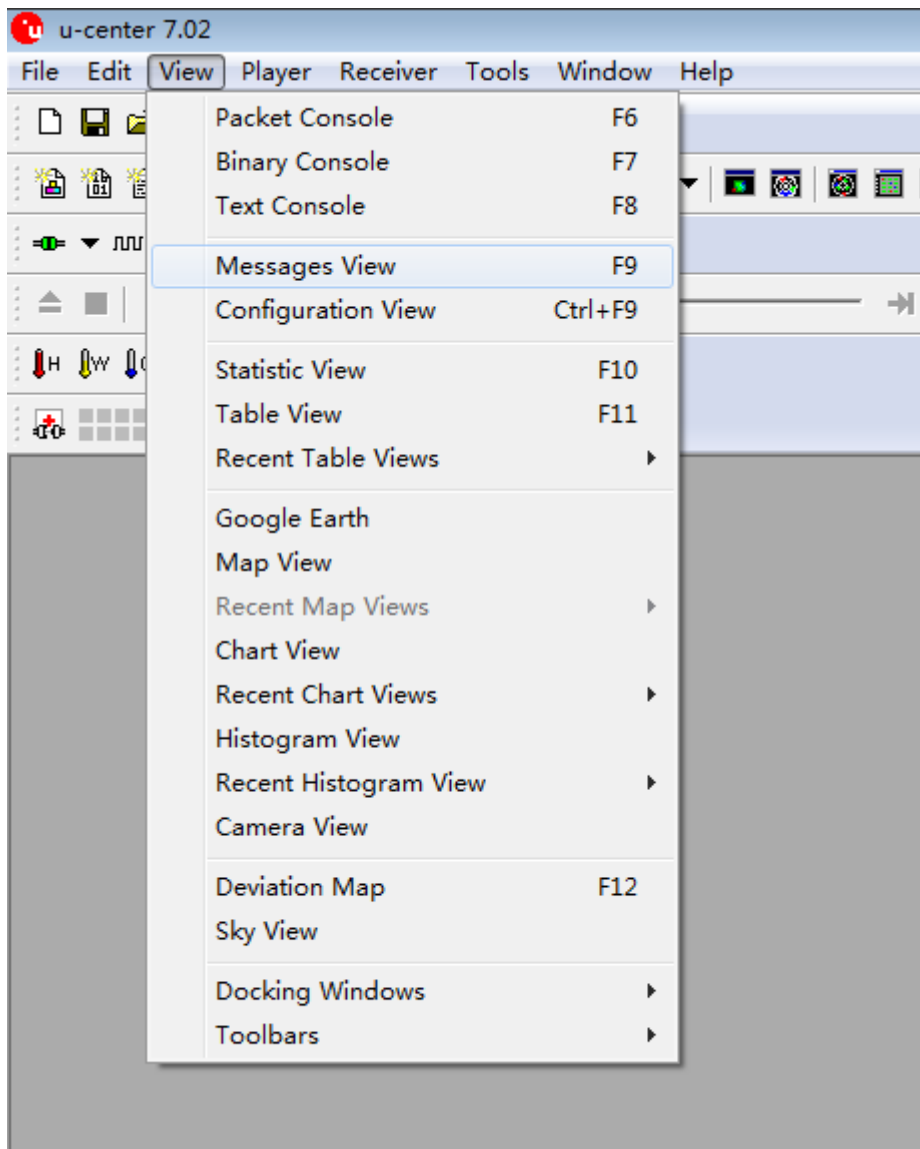 u-center 7.02
File Edit View Player Receiver Tools Window Help
Packet Console F6
Binary Console F7
Text Console F8
Messages View F9
Configuration View Ctrl+F9
Statistic View F10
Table View F11
Recent Table Views
Google Earth
Map View
Recent Map Views
Chart View
Recent Chart Views
Histogram View
Recent Histogram View
Camera View
Deviation Map F12
Sky View
Docking Windows
Toolbars